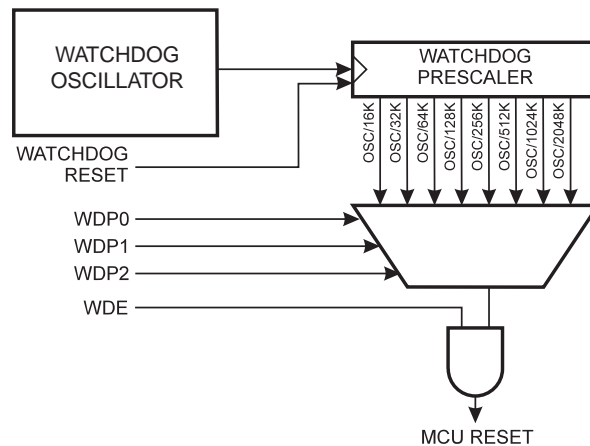 WATCHDOG
OSCILLATOR
WATCHDOG
PRESCALER
OSC/16K
OSC/32K
OSC/64K
OSC/128K
OSC/256K
OSC/512K
OSC/1024K
OSC/2048K
WATCHDOG
RESET
WDP0
WDP1
WDP2
WDE
MCU RESET